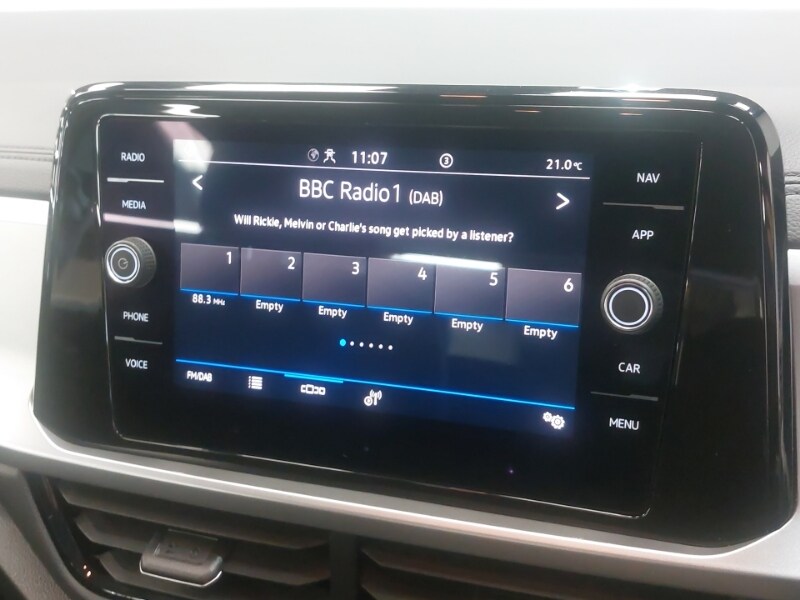 RADIO
MEDIA
PHONE
VOICE
11:07
3
21.0°C
BBC Radio1 (DAB)
Will Rickie, Melvin or Charlie's song get picked by a listener?
1 2 3 4 5 6
88.3 MHz Empty Empty Empty Empty Empty
FM/DAB
NAV
APP
CAR
MENU